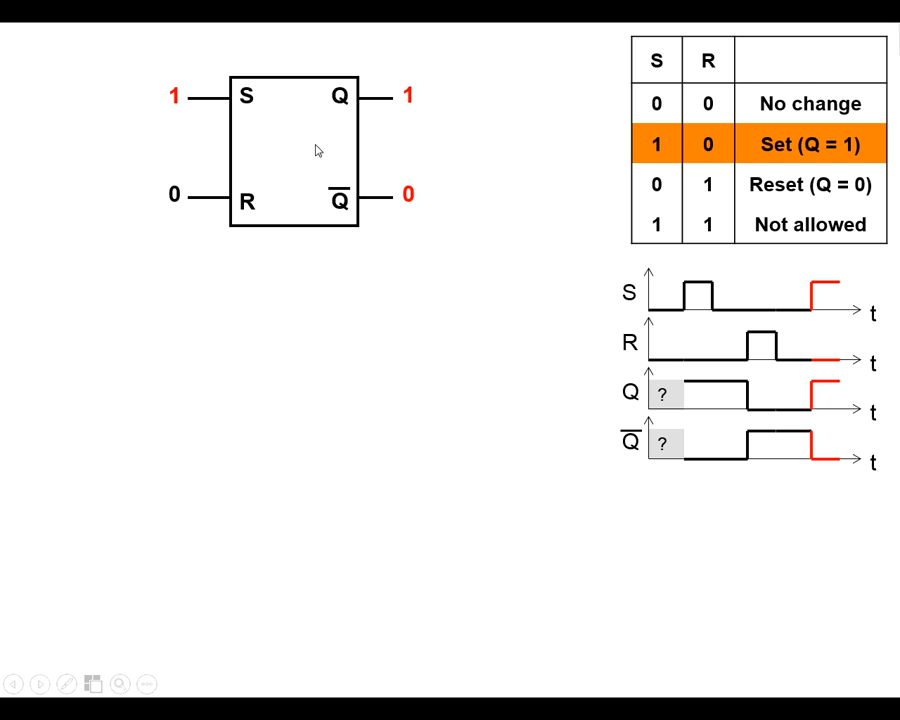 1 S Q 1
0 R Q̅ 0
S R
0 0 No change
1 0 Set (Q = 1)
0 1 Reset (Q = 0)
1 1 Not allowed
S t
R t
Q ? t
Q̅ ? t